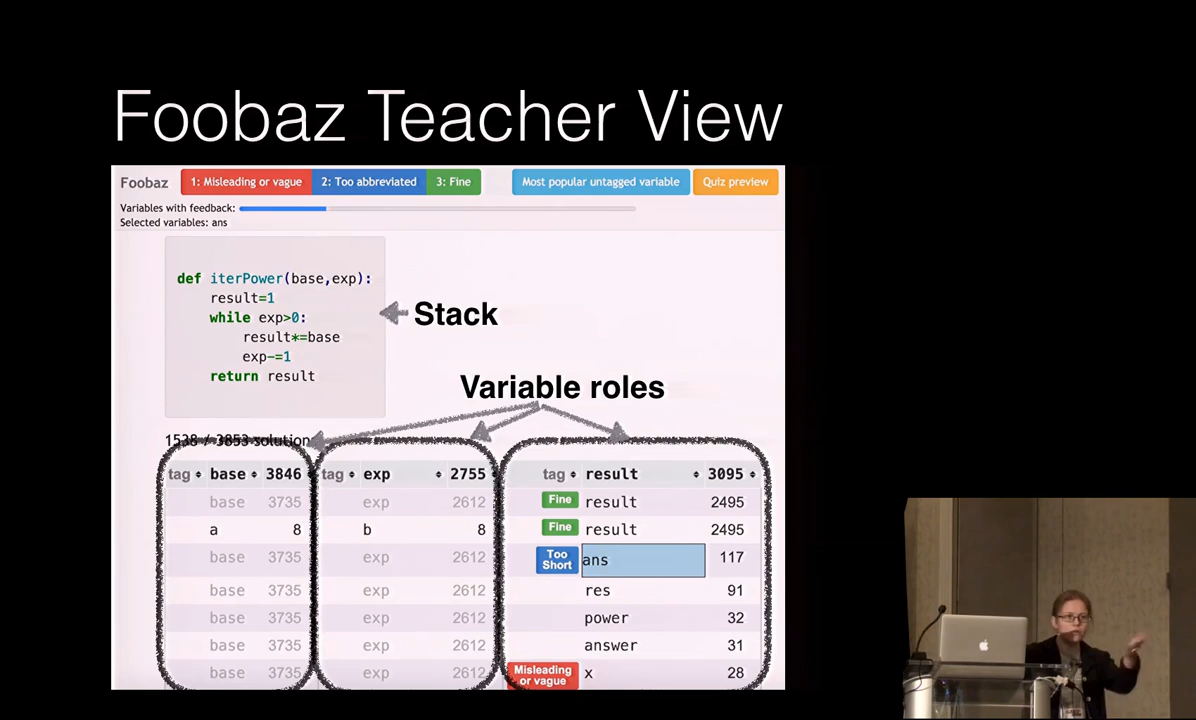 Foobaz Teacher View
Foobaz 1: Misleading or vague 2: Too abbreviated 3: Fine Most popular untagged variable Quiz preview
Variables with feedback:
Selected variables: ans
def iterPower(base,exp):
result=1
while exp>0:
result*=base
exp-=1
return result
Stack
Variable roles
1538 / 3853 solution
tag base 3846 tag exp 2755 tag result 3095
base 3735 exp 2612 Fine result 2495
a 8 b 8 Fine result 2495
base 3735 exp 2612 Too Short ans 117
base 3735 exp 2612 res 91
base 3735 exp 2612 power 32
base 3735 exp 2612 answer 31
base 3735 exp 2612 Misleading or vague x 28